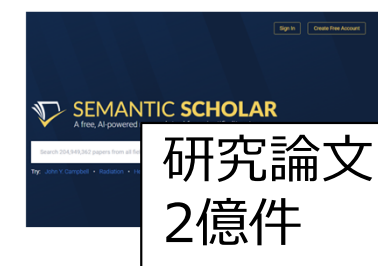 Sign In Create Free Account
SEMANTIC SCHOLAR
A free, AI-powered
Search 204,949,062 papers from all
Try: John Y. Campbell • Radiation •
研究論文
2億件